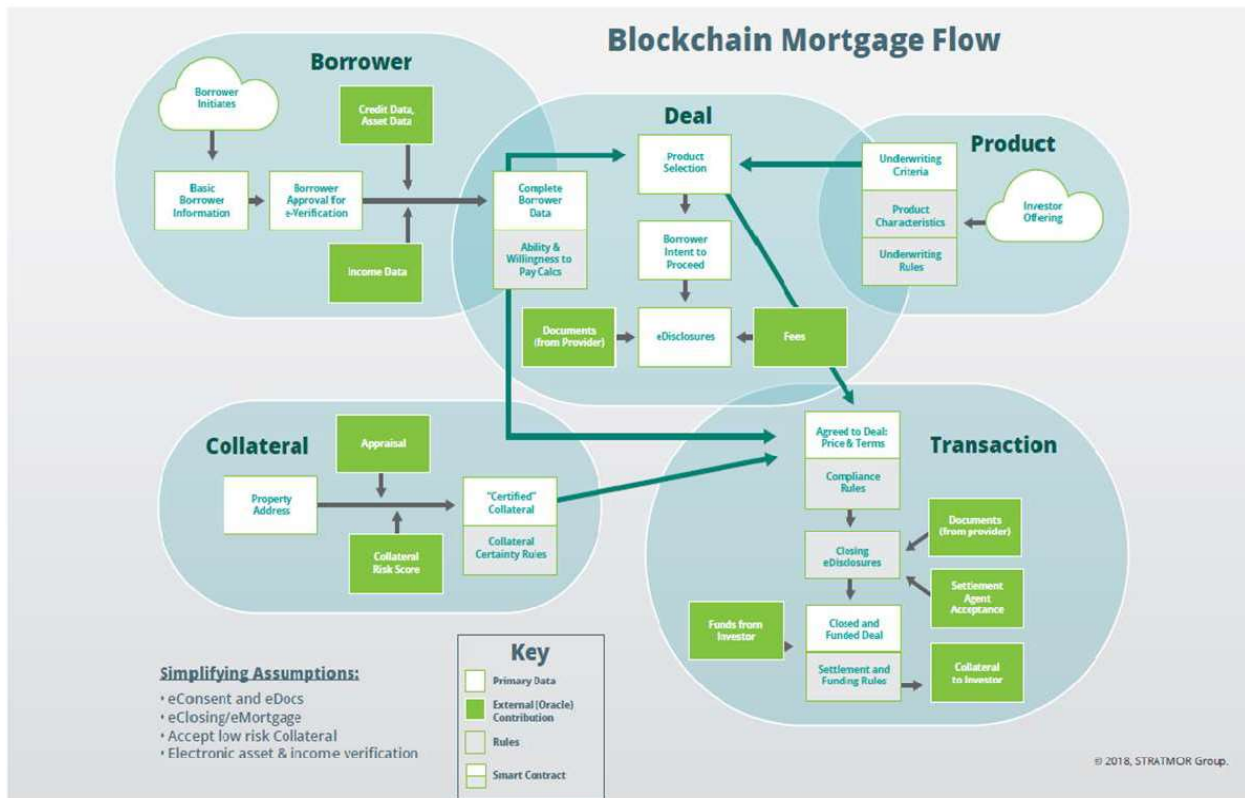 Blockchain Mortgage Flow
Borrower
Borrower
Initiates
Credit Data,
Asset Data
Basic
Borrower
Information
Borrower
Approval for
e-Verification
Income Data
Complete
Borrower
Data
Ability &
Willingness to
Pay Calcs
Deal
Product
Selection
Borrower
Intent to
Proceed
Documents
(from Provider)
eDisclosures
Fees
Product
Underwriting
Criteria
Product
Characteristics
Underwriting
Rules
Investor
Offering
Collateral
Appraisal
Property
Address
Collateral
Risk Score
"Certified"
Collateral
Collateral
Certainty Rules
Transaction
Agreed to Deal:
Price & Terms
Compliance
Rules
Closing
eDisclosures
Documents
(from provider)
Settlement
Agent
Acceptance
Funds from
Investor
Closed and
Funded Deal
Settlement and
Funding Rules
Collateral
to Investor
Simplifying Assumptions:
• eConsent and eDocs
• eClosing/eMortgage
• Accept low risk Collateral
• Electronic asset & income verification
Key
Primary Data
External (Oracle)
Contribution
Rules
Smart Contract
© 2018, STRATMOR Group.